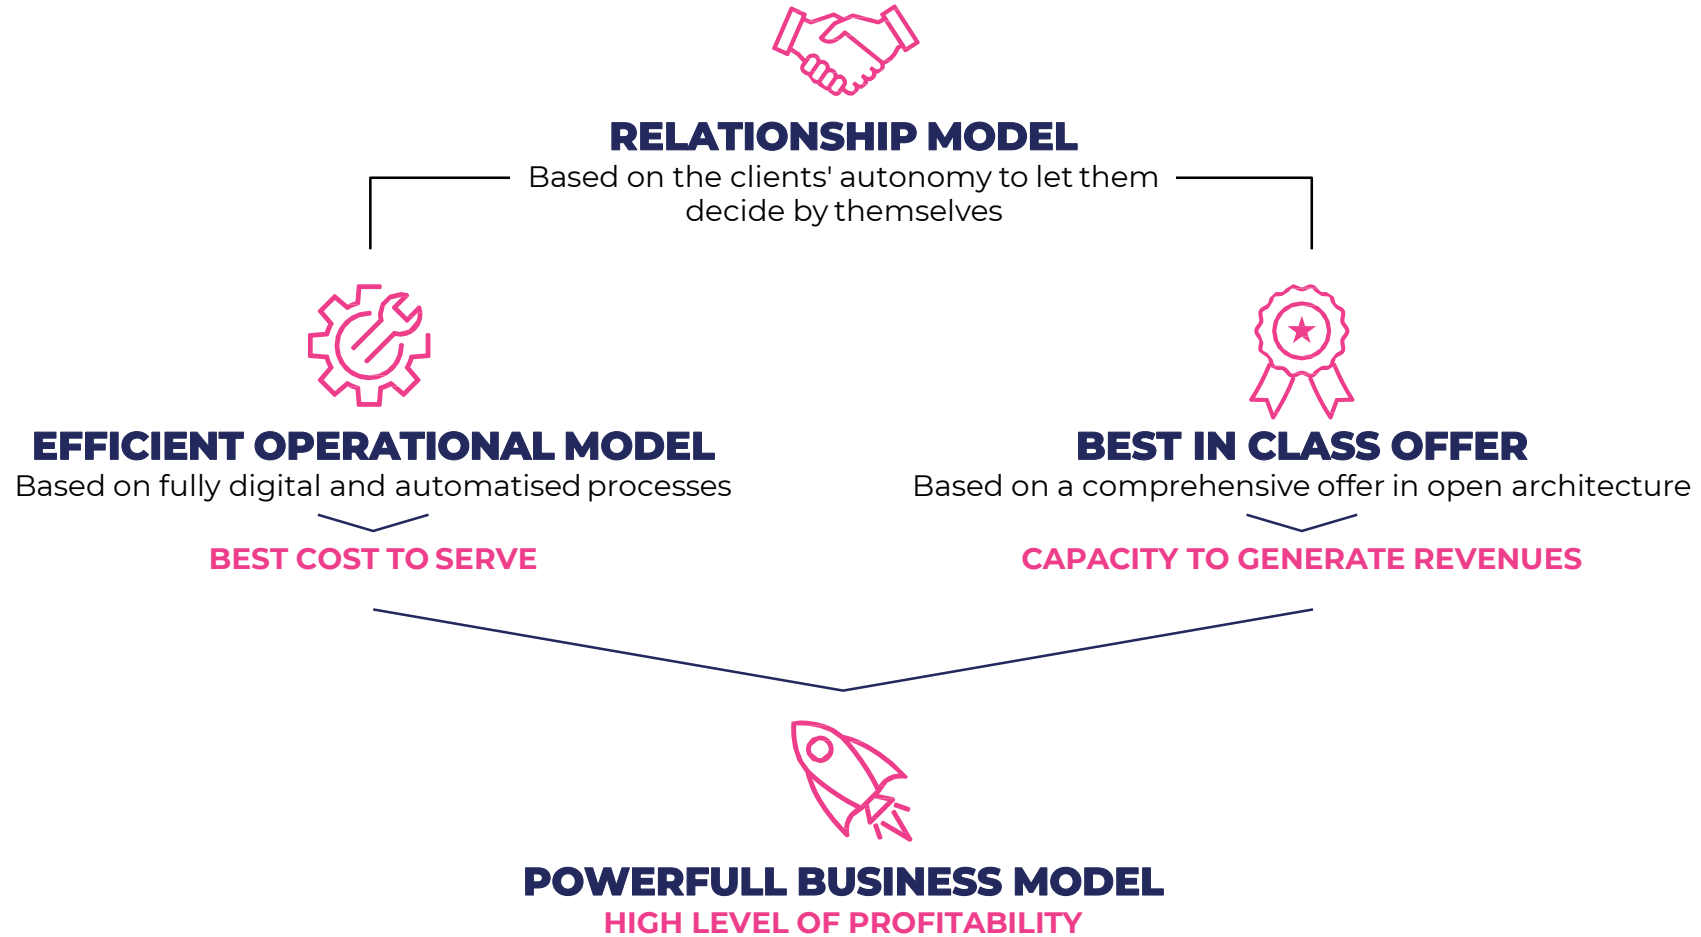 RELATIONSHIP MODEL
Based on the clients' autonomy to let them
decide by themselves
EFFICIENT OPERATIONAL MODEL
Based on fully digital and automatised processes
BEST COST TO SERVE
BEST IN CLASS OFFER
Based on a comprehensive offer in open architecture
CAPACITY TO GENERATE REVENUES
POWERFULL BUSINESS MODEL
HIGH LEVEL OF PROFITABILITY